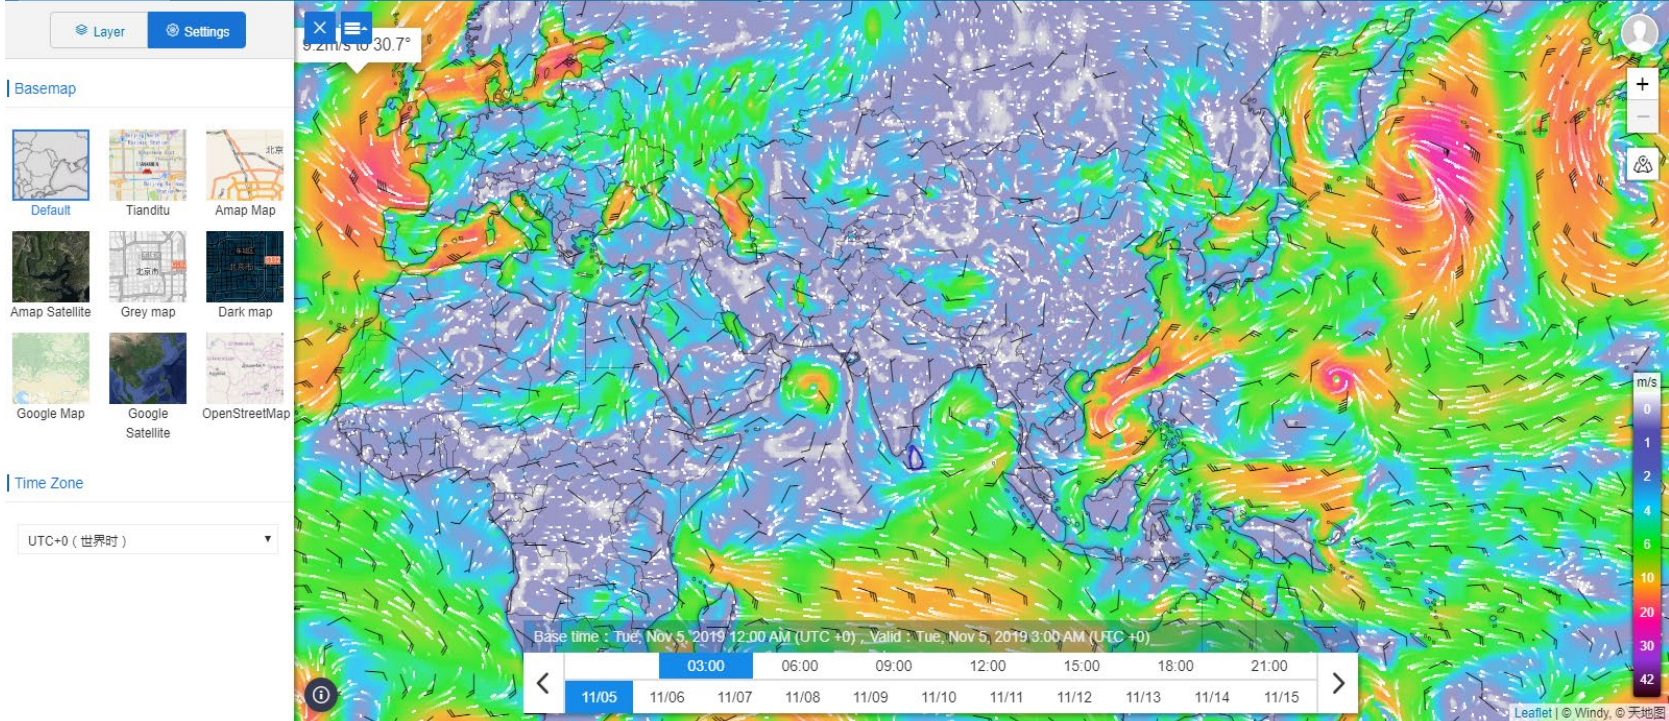 Layer
Settings
9.2m/s to 30.7°
Basemap
Default
Tianditu
Amap Map
Amap Satellite
Grey map
Dark map
Google Map
Google
Satellite
OpenStreetMap
Time Zone
UTC+0（世界时）
m/s
0
1
2
4
6
10
20
30
42
Base time：Tue, Nov 5, 2019 12:00 AM (UTC +0) , Valid：Tue, Nov 5, 2019 3:00 AM (UTC +0)
03:00 06:00 09:00 12:00 15:00 18:00 21:00
11/05 11/06 11/07 11/08 11/09 11/10 11/11 11/12 11/13 11/14 11/15
Leaflet | © Windy, © 天地图